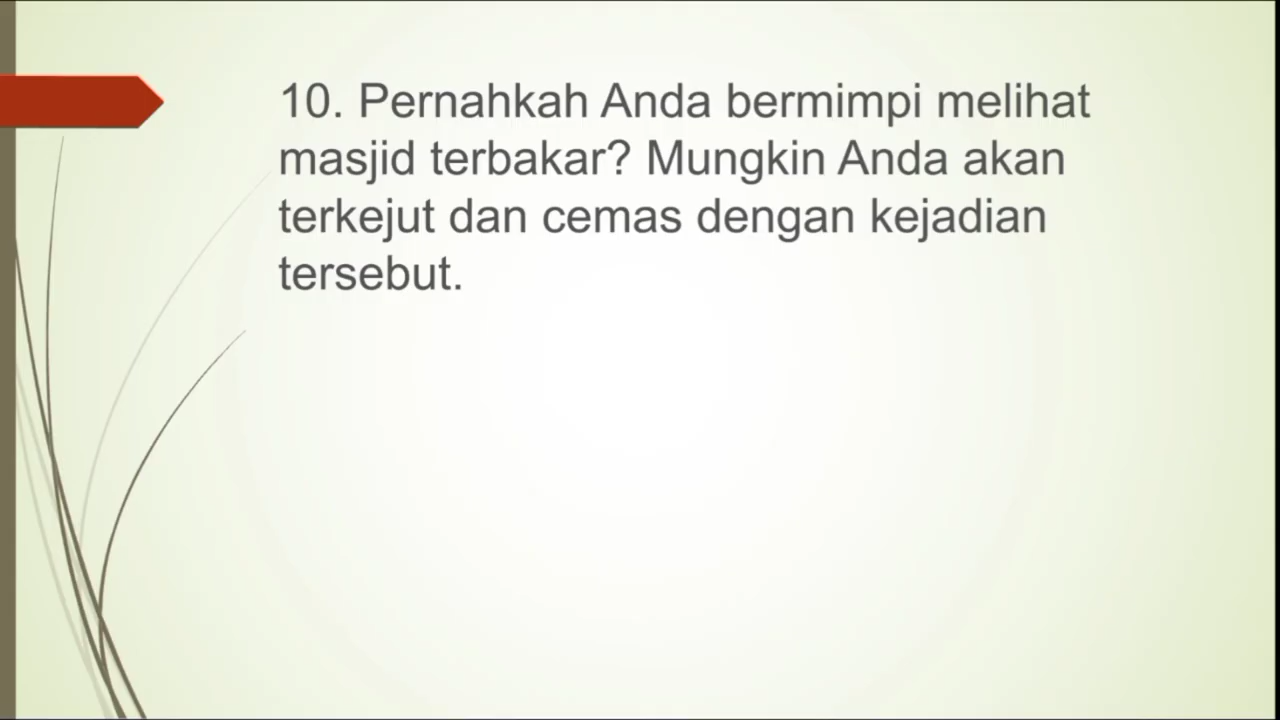 10. Pernahkah Anda bermimpi melihat
masjid terbakar? Mungkin Anda akan
terkejut dan cemas dengan kejadian
tersebut.